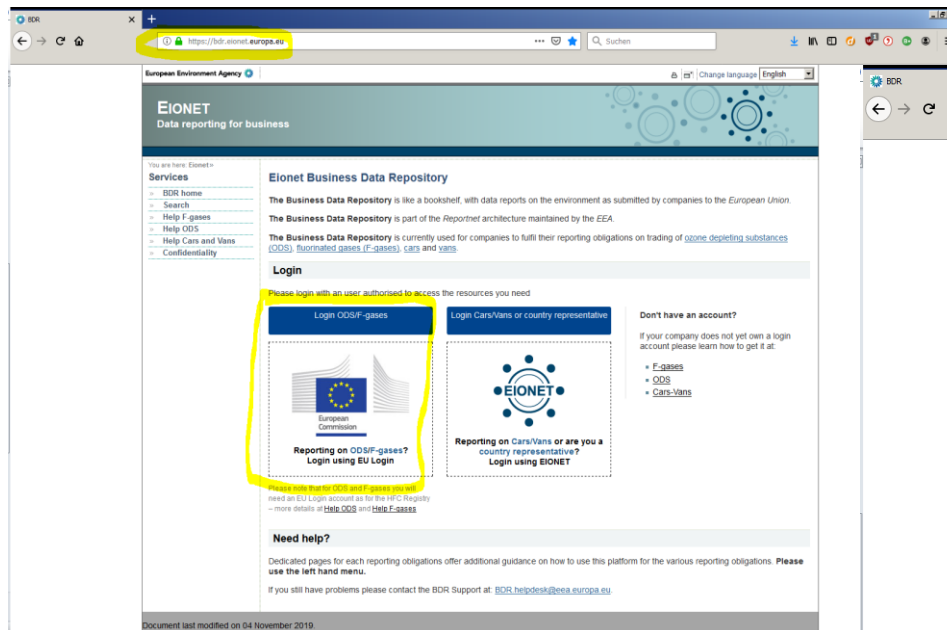 BDR
https://bdr.eionet.europa.eu
Suchen
European Environment Agency
Change language English
BDR
EIONET
Data reporting for business
You are here: Eionet »
Services
BDR home
Search
Help F-gases
Help ODS
Help Cars and Vans
Confidentiality
Eionet Business Data Repository
The Business Data Repository is like a bookshelf, with data reports on the environment as submitted by companies to the European Union.
The Business Data Repository is part of the Reportnet architecture maintained by the EEA.
The Business Data Repository is currently used for companies to fulfil their reporting obligations on trading of ozone depleting substances
(ODS), fluorinated gases (F-gases), cars and vans.
Login
Please login with an user authorised to access the resources you need
Login ODS/F-gases
Login Cars/Vans or country representative
European
Commission
Reporting on ODS/F-gases?
Login using EU Login
EIONET
Reporting on Cars/Vans or are you a
country representative?
Login using EIONET
Don't have an account?
If your company does not yet own a login
account please learn how to get it at:
F-gases
ODS
Cars-Vans
Please note that for ODS and F-gases you will
need an EU Login account as for the HFC Registry
– more details at Help ODS and Help F-gases
Need help?
Dedicated pages for each reporting obligations offer additional guidance on how to use this platform for the various reporting obligations. Please
use the left hand menu.
If you still have problems please contact the BDR Support at: BDR.helpdesk@eea.europa.eu.
Document last modified on 04 November 2019.